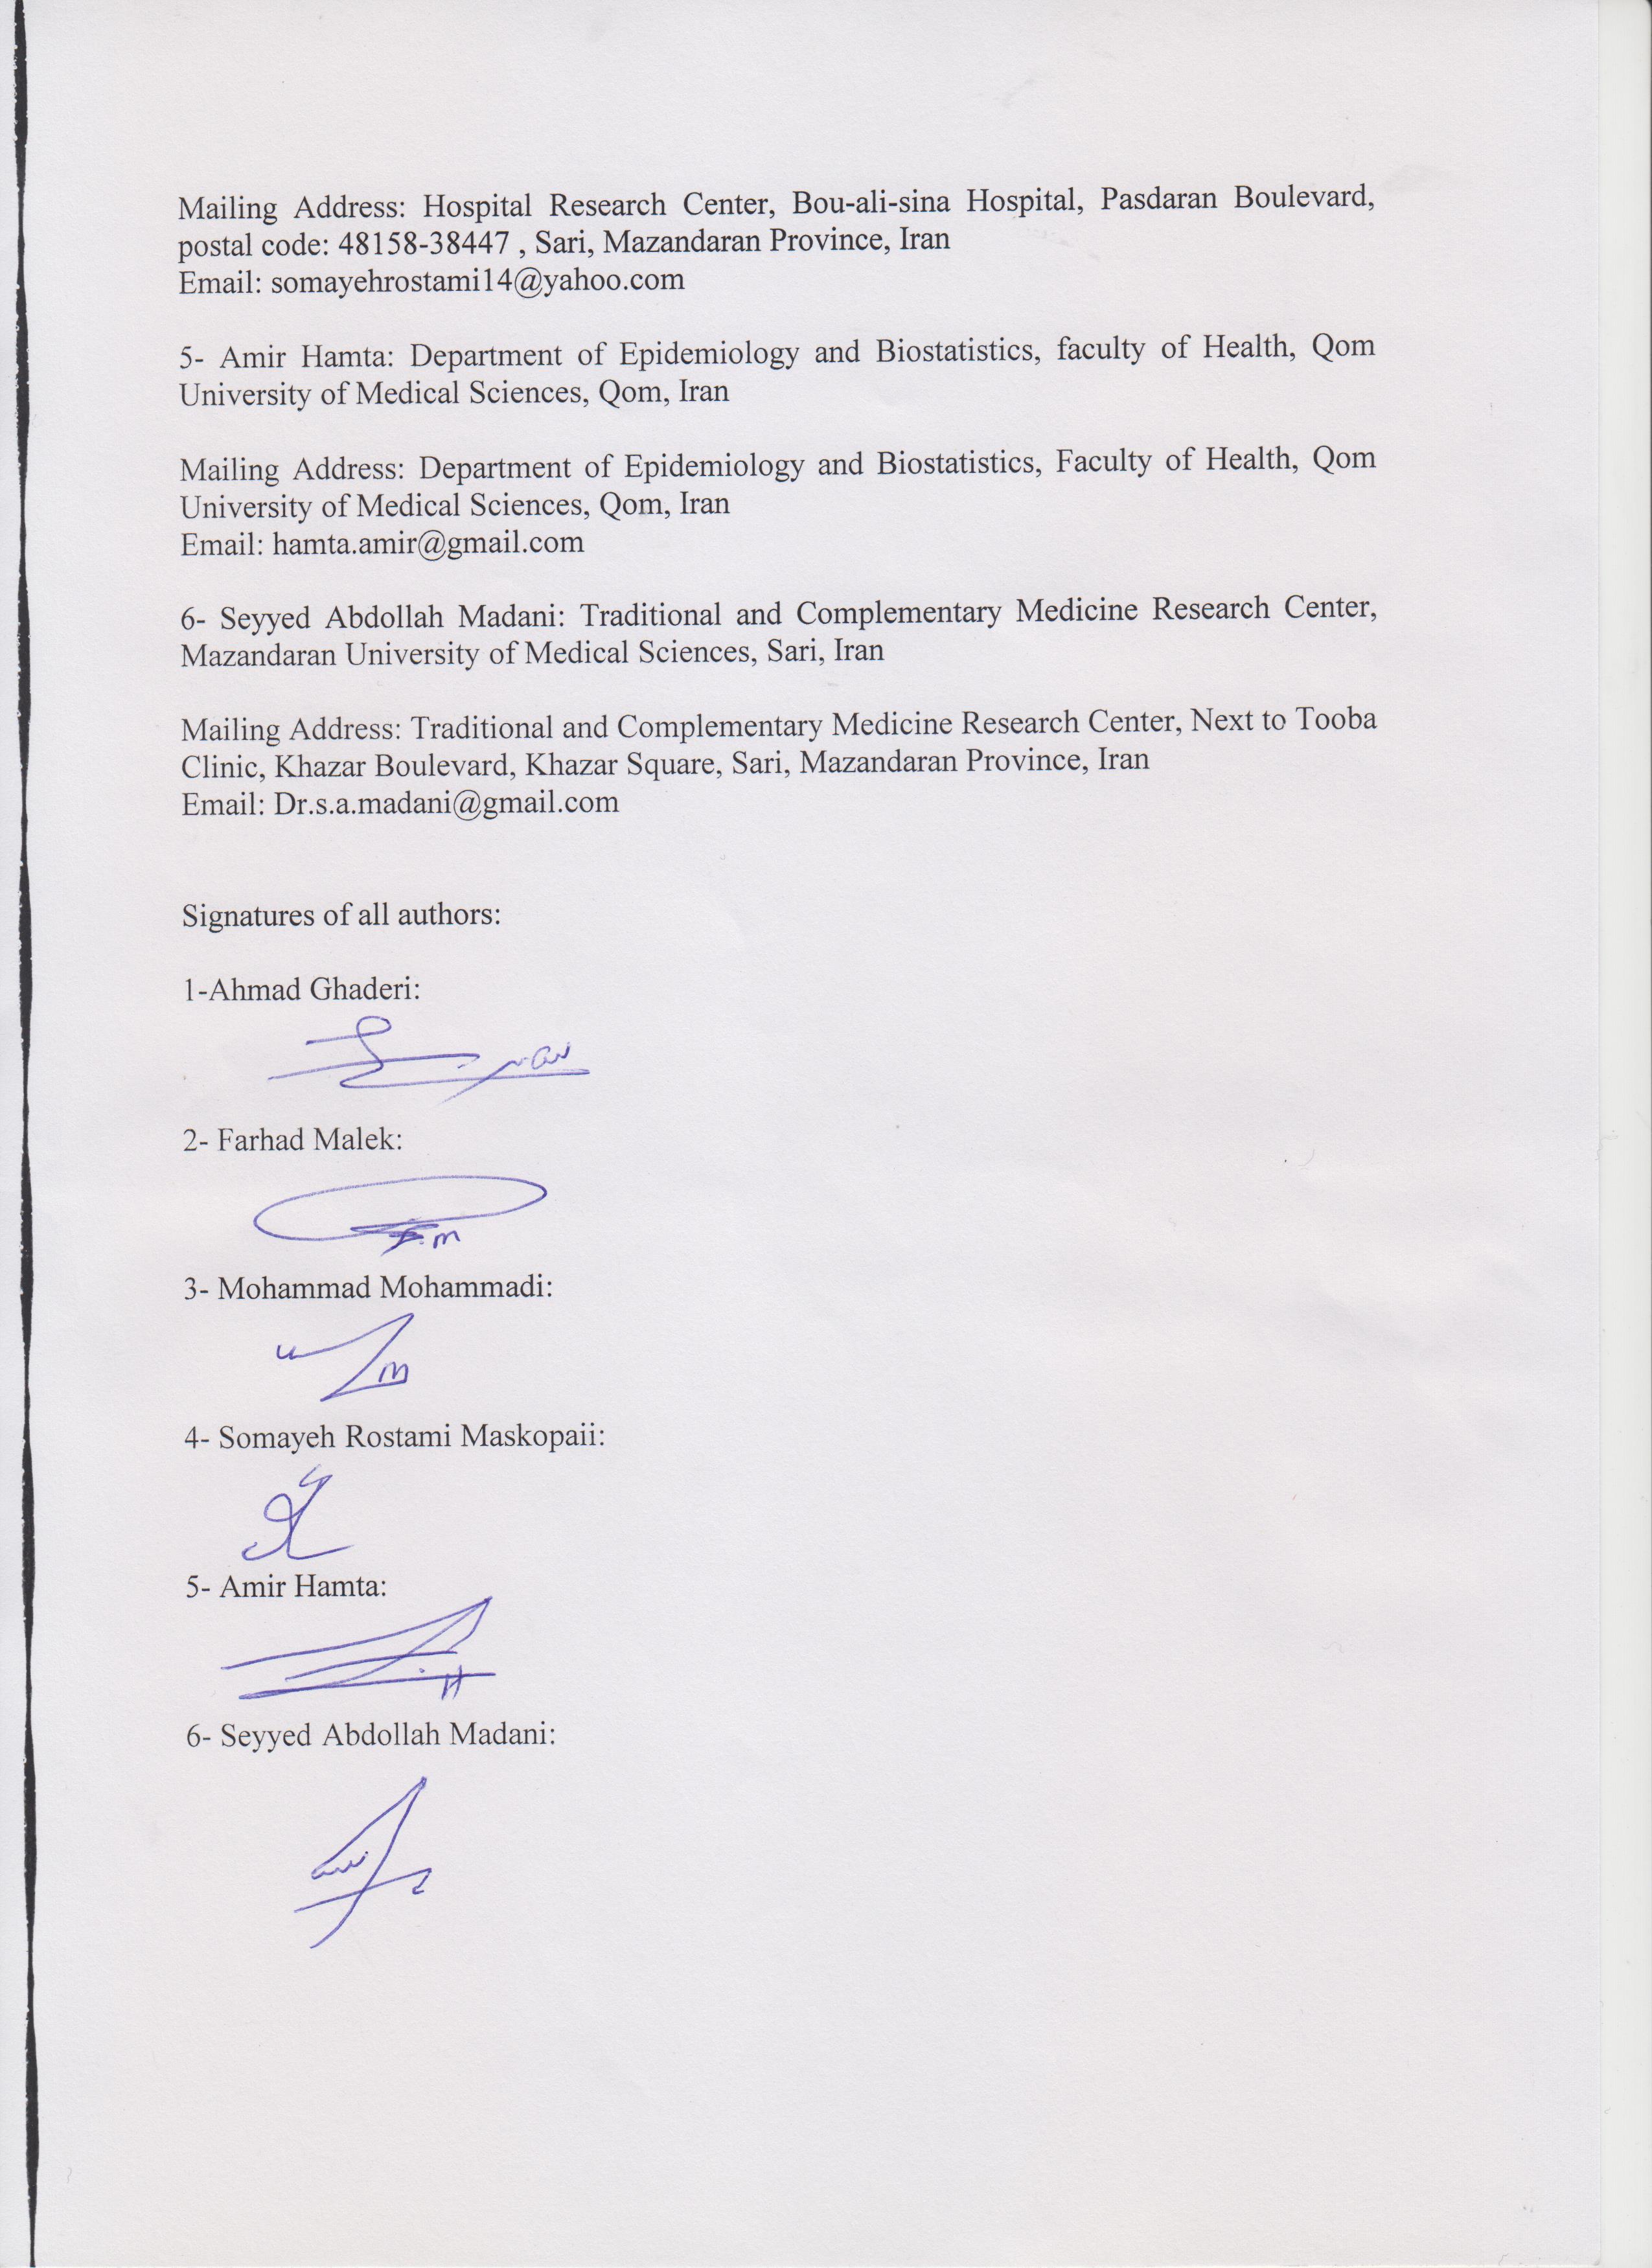 Mailing Address: Hospital Research Center, Bou-ali-sina Hospital, Pasdaran Boulevard,
postal code: 48158-38447 , Sari, Mazandaran Province, Iran
Email: somayehrostami14@yahoo.com
5- Amir Hamta: Department of Epidemiology and Biostatistics, faculty of Health, Qom
University of Medical Sciences, Qom, Iran
Mailing Address: Department of Epidemiology and Biostatistics, Faculty of Health, Qom
University of Medical Sciences, Qom, Iran
Email: hamta.amir@gmail.com
6- Seyyed Abdollah Madani: Traditional and Complementary Medicine Research Center,
Mazandaran University of Medical Sciences, Sari, Iran
Mailing Address: Traditional and Complementary Medicine Research Center, Next to Tooba
Clinic, Khazar Boulevard, Khazar Square, Sari, Mazandaran Province, Iran
Email: Dr.s.a.madani@gmail.com
Signatures of all authors:
1-Ahmad Ghaderi:
2- Farhad Malek:
F.m
3- Mohammad Mohammadi:
m
4- Somayeh Rostami Maskopaii:
5- Amir Hamta:
H
6- Seyyed Abdollah Madani: